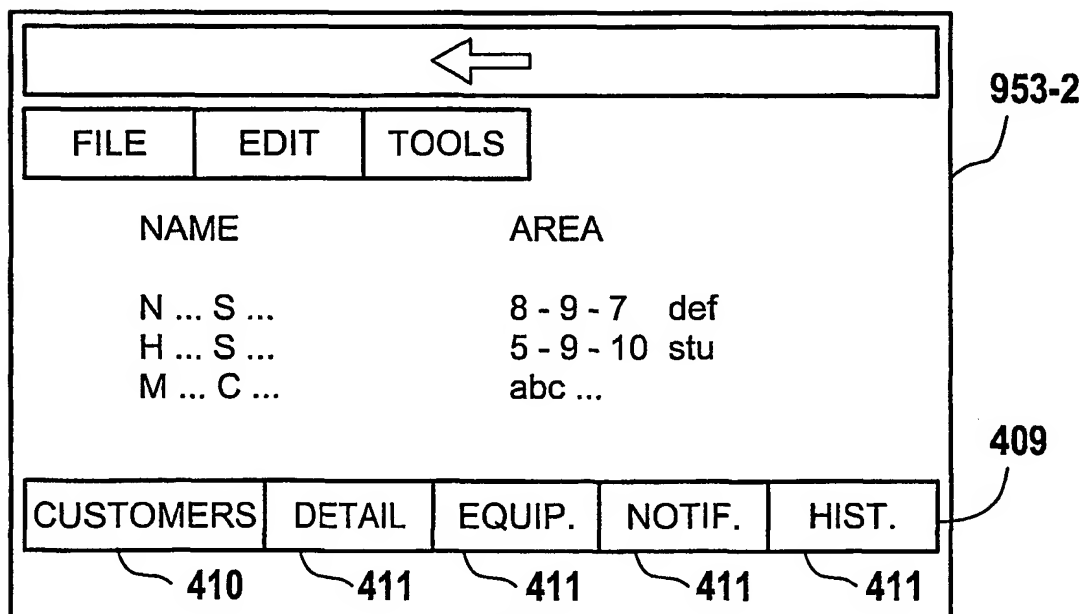 953-2
FILE EDIT TOOLS
NAME AREA
N ... S ... 8 - 9 - 7 def
H ... S ... 5 - 9 - 10 stu
M ... C ... abc ...
409
CUSTOMERS DETAIL EQUIP. NOTIF. HIST.
410 411 411 411 411